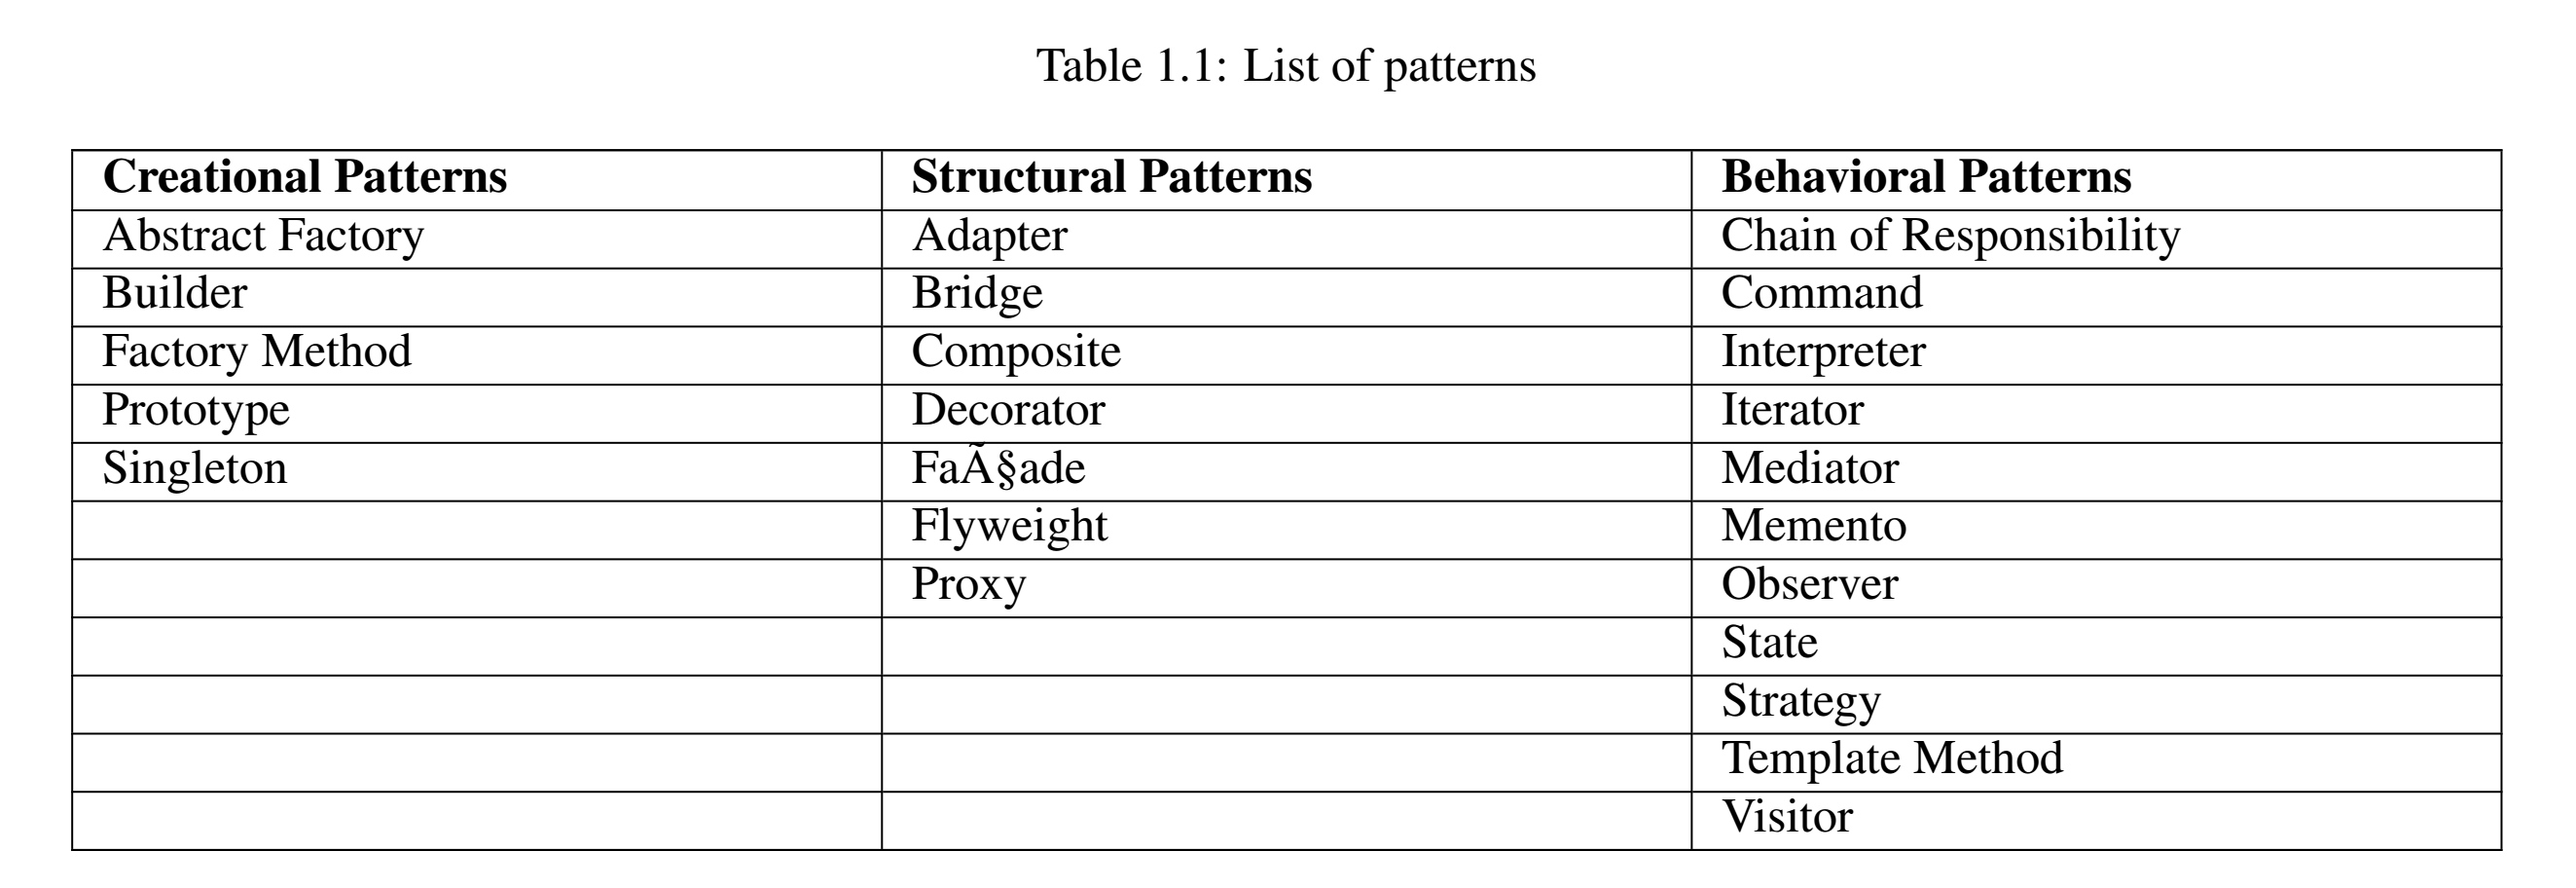 Table 1.1: List of patterns
Creational Patterns Structural Patterns Behavioral Patterns
Abstract Factory Adapter Chain of Responsibility
Builder Bridge Command
Factory Method Composite Interpreter
Prototype Decorator Iterator
Singleton FaÃ§ade Mediator
Flyweight Memento
Proxy Observer
State
Strategy
Template Method
Visitor